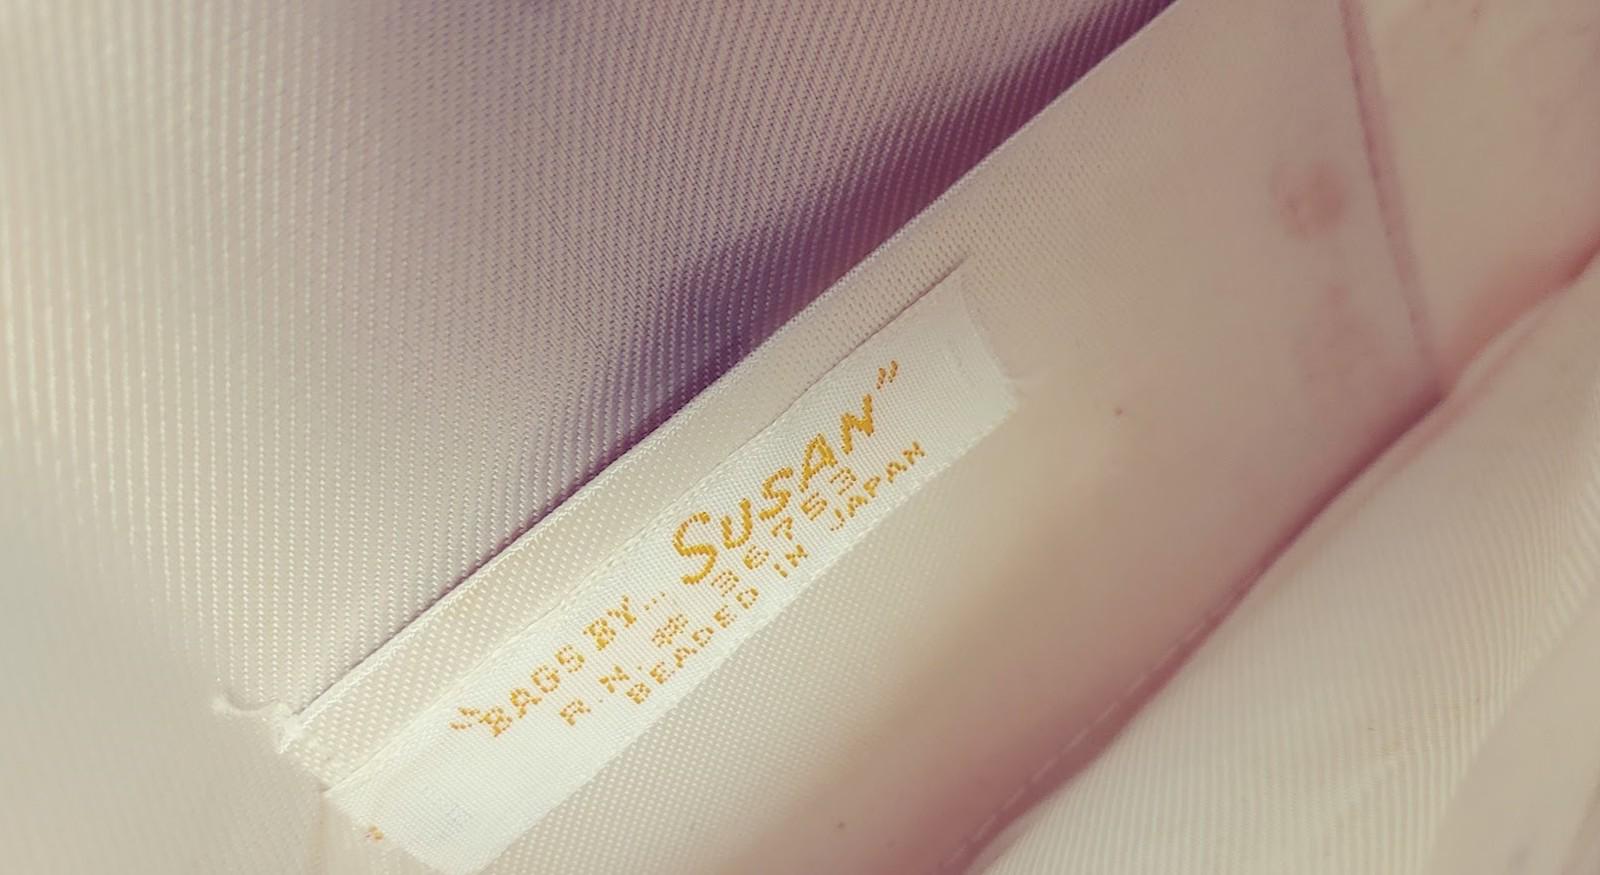 "BAGS BY... SUSAN"
R.N. # 36753
BEADED IN JAPAN